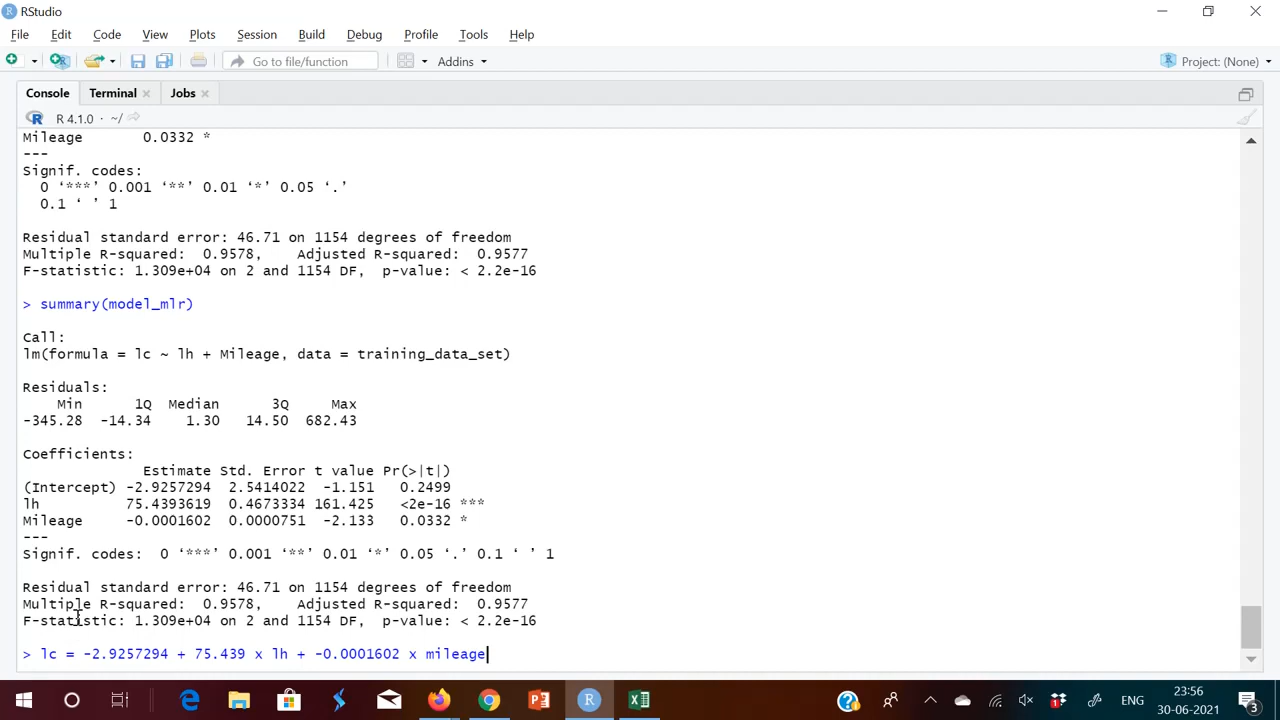 RStudio
File Edit Code View Plots Session Build Debug Profile Tools Help
Go to file/function Addins Project: (None)
Console Terminal Jobs
R 4.1.0 · ~/
Mileage 0.0332 *
---
Signif. codes:
0 ‘***’ 0.001 ‘**’ 0.01 ‘*’ 0.05 ‘.’
0.1 ‘ ’ 1
Residual standard error: 46.71 on 1154 degrees of freedom
Multiple R-squared: 0.9578, Adjusted R-squared: 0.9577
F-statistic: 1.309e+04 on 2 and 1154 DF, p-value: < 2.2e-16
> summary(model_mlr)
Call:
lm(formula = lc ~ lh + Mileage, data = training_data_set)
Residuals:
Min 1Q Median 3Q Max
-345.28 -14.34 1.30 14.50 682.43
Coefficients:
Estimate Std. Error t value Pr(>|t|)
(Intercept) -2.9257294 2.5414022 -1.151 0.2499
lh 75.4393619 0.4673334 161.425 <2e-16 ***
Mileage -0.0001602 0.0000751 -2.133 0.0332 *
---
Signif. codes: 0 ‘***’ 0.001 ‘**’ 0.01 ‘*’ 0.05 ‘.’ 0.1 ‘ ’ 1
Residual standard error: 46.71 on 1154 degrees of freedom
Multiple R-squared: 0.9578, Adjusted R-squared: 0.9577
F-statistic: 1.309e+04 on 2 and 1154 DF, p-value: < 2.2e-16
> lc = -2.9257294 + 75.439 x lh + -0.0001602 x mileage
ENG 23:56
30-06-2021 3